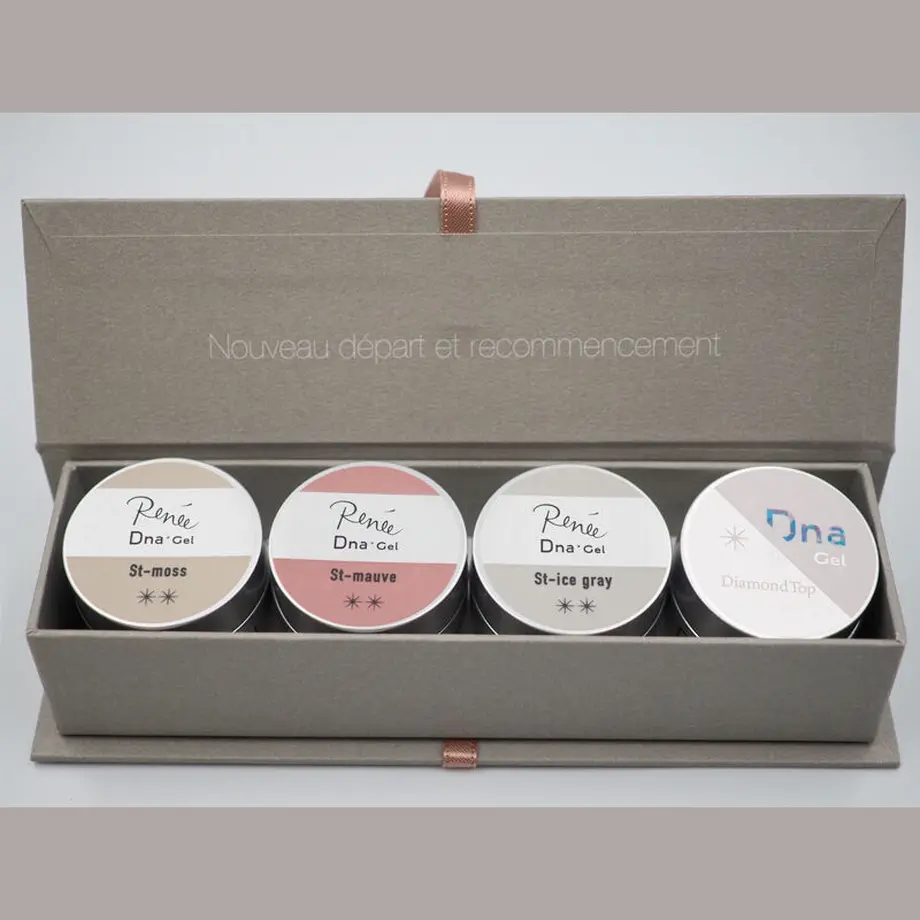 Nouveau départ et recommencement
Renée
Dna Gel
St-moss
Renée
Dna Gel
St-mauve
Renée
Dna Gel
St-ice gray
Dna
Gel
Diamond Top